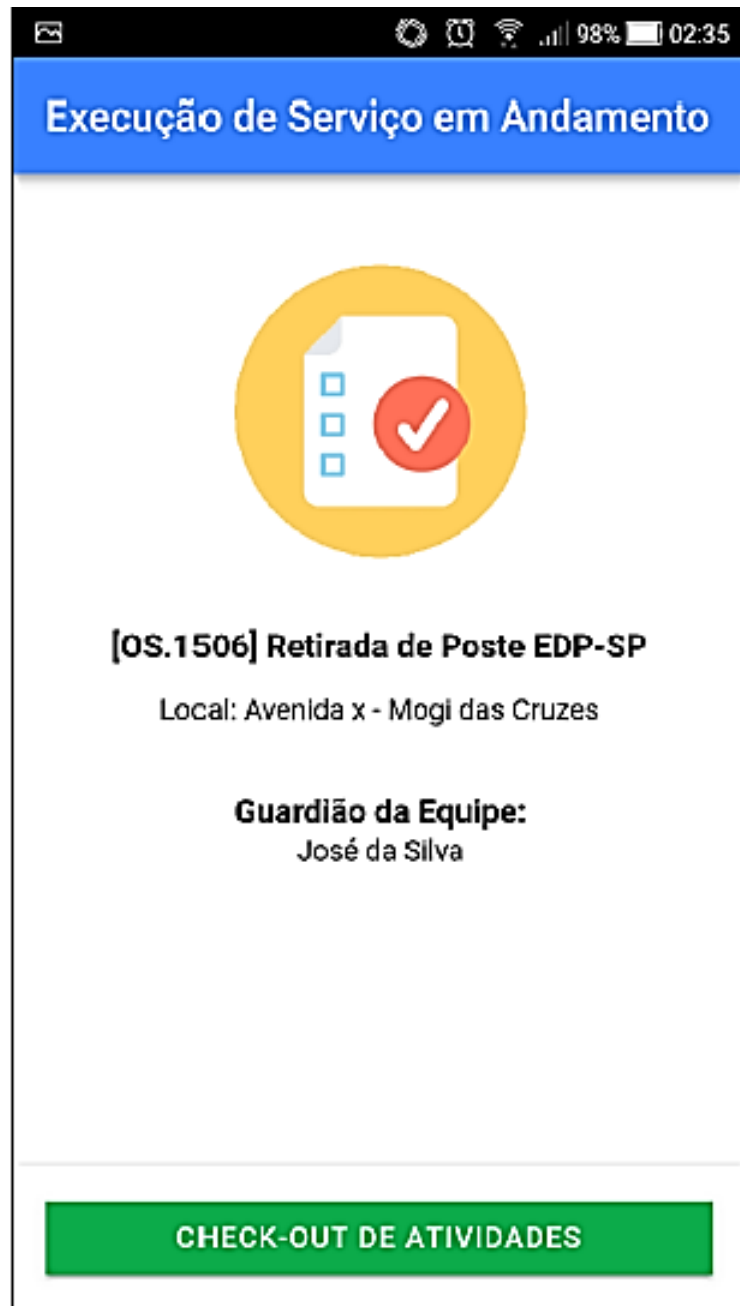 98% 02:35
Execução de Serviço em Andamento
[OS.1506] Retirada de Poste EDP-SP
Local: Avenida x - Mogi das Cruzes
Guardião da Equipe:
José da Silva
CHECK-OUT DE ATIVIDADES